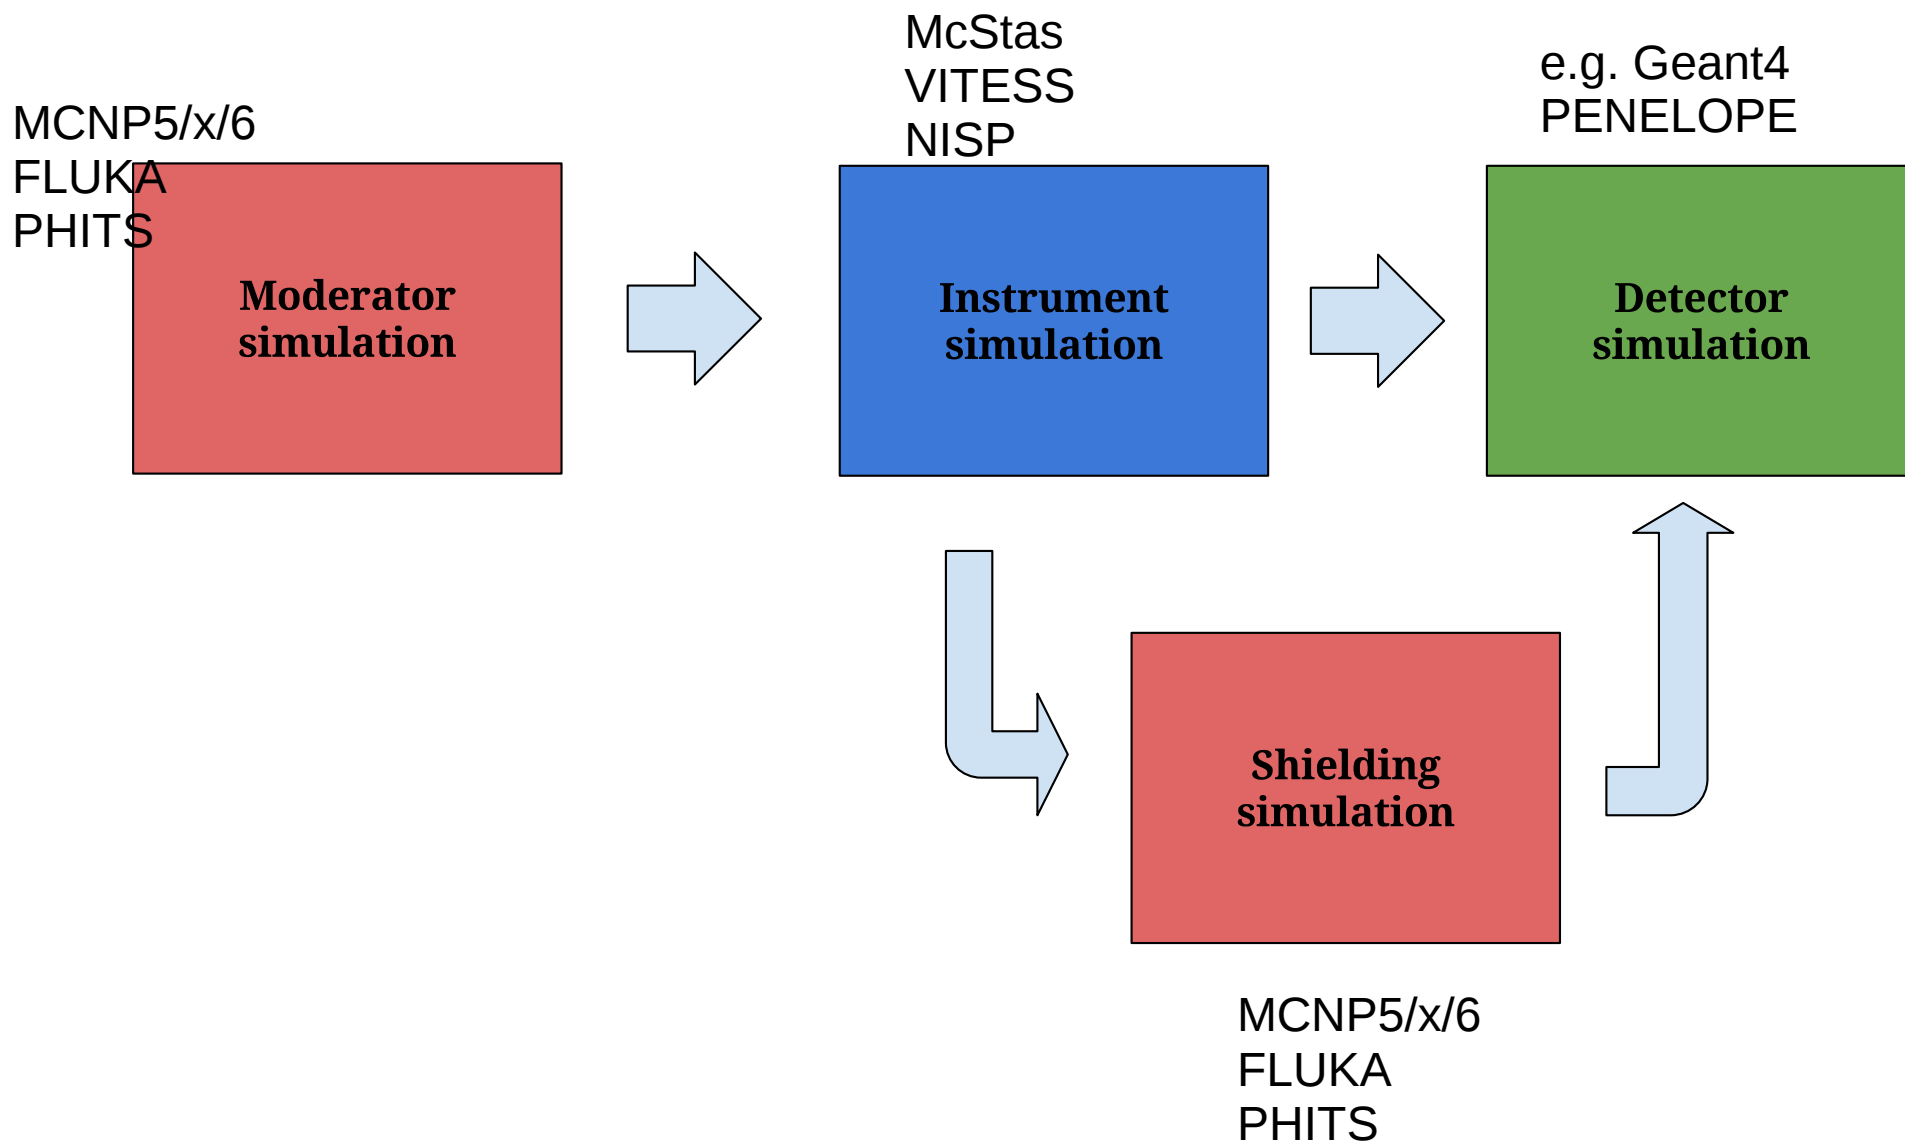 MCNP5/x/6
FLUKA
PHITS
Moderator
simulation
McStas
VITESS
NISP
Instrument
simulation
e.g. Geant4
PENELOPE
Detector
simulation
Shielding
simulation
MCNP5/x/6
FLUKA
PHITS